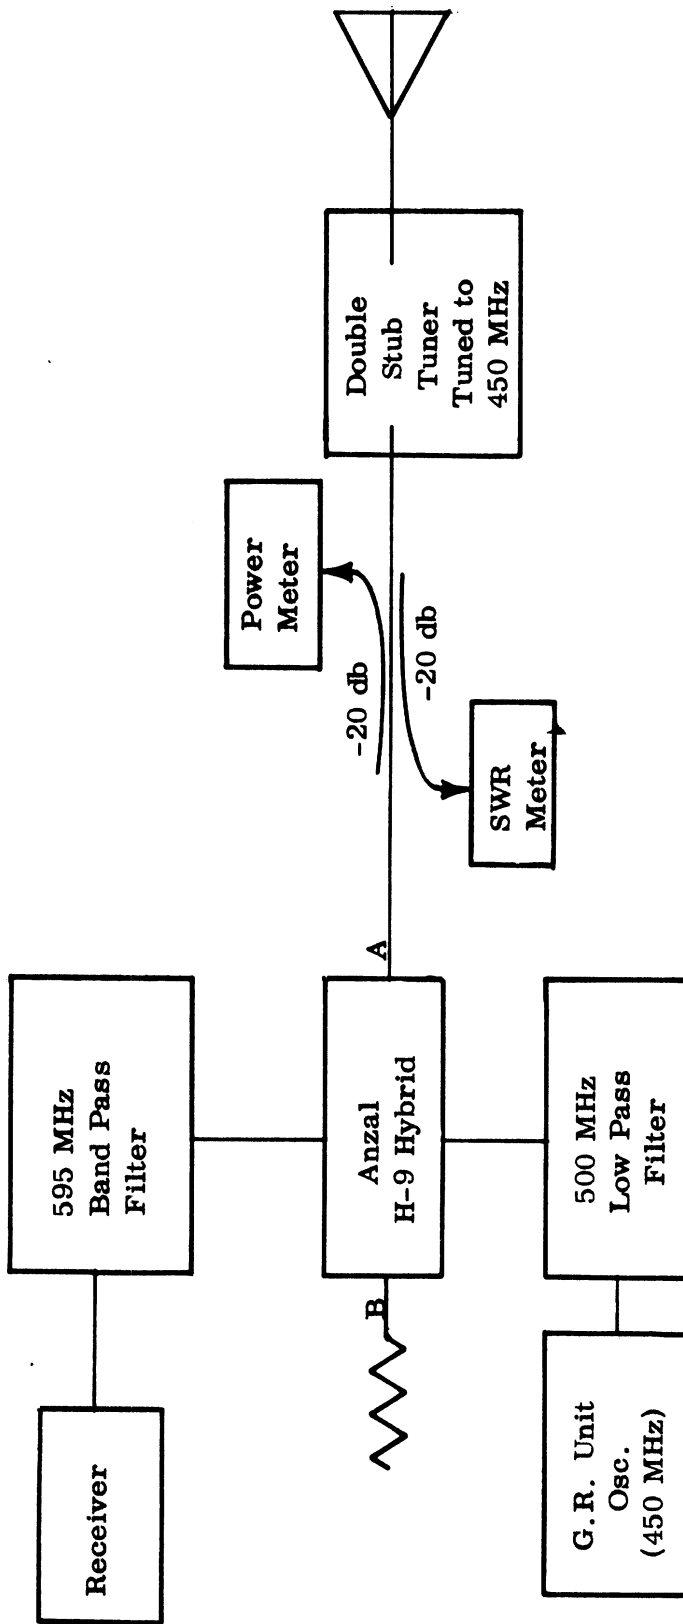 Receiver
595 MHz
Band Pass
Filter
B
Anzal
H-9 Hybrid
A
G.R. Unit
Osc.
(450 MHz)
500 MHz
Low Pass
Filter
-20 db
Power
Meter
-20 db
SWR
Meter
Double
Stub
Tuner
Tuned to
450 MHz